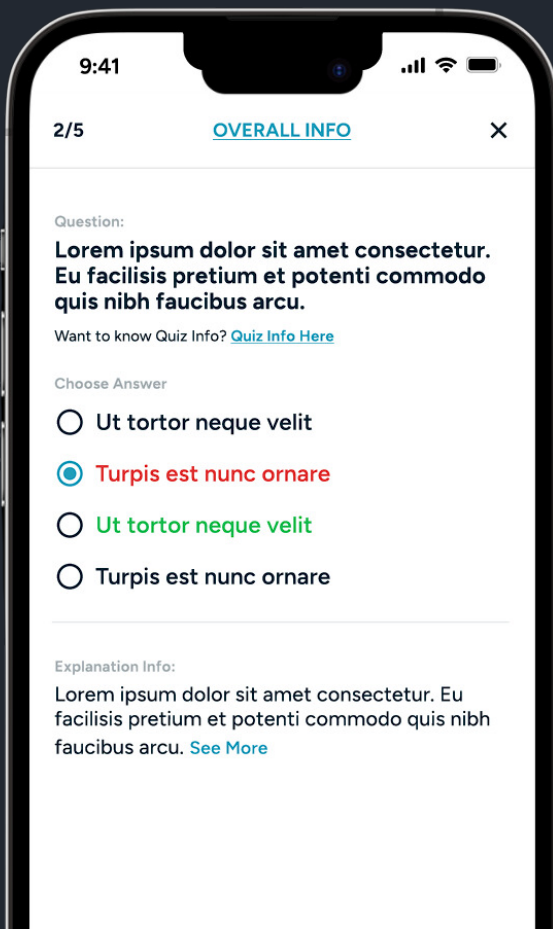 9:41
2/5 OVERALL INFO
Question:
Lorem ipsum dolor sit amet consectetur.
Eu facilisis pretium et potenti commodo
quis nibh faucibus arcu.
Want to know Quiz Info? Quiz Info Here
Choose Answer
Ut tortor neque velit
Turpis est nunc ornare
Ut tortor neque velit
Turpis est nunc ornare
Explanation Info:
Lorem ipsum dolor sit amet consectetur. Eu
facilisis pretium et potenti commodo quis nibh
faucibus arcu. See More